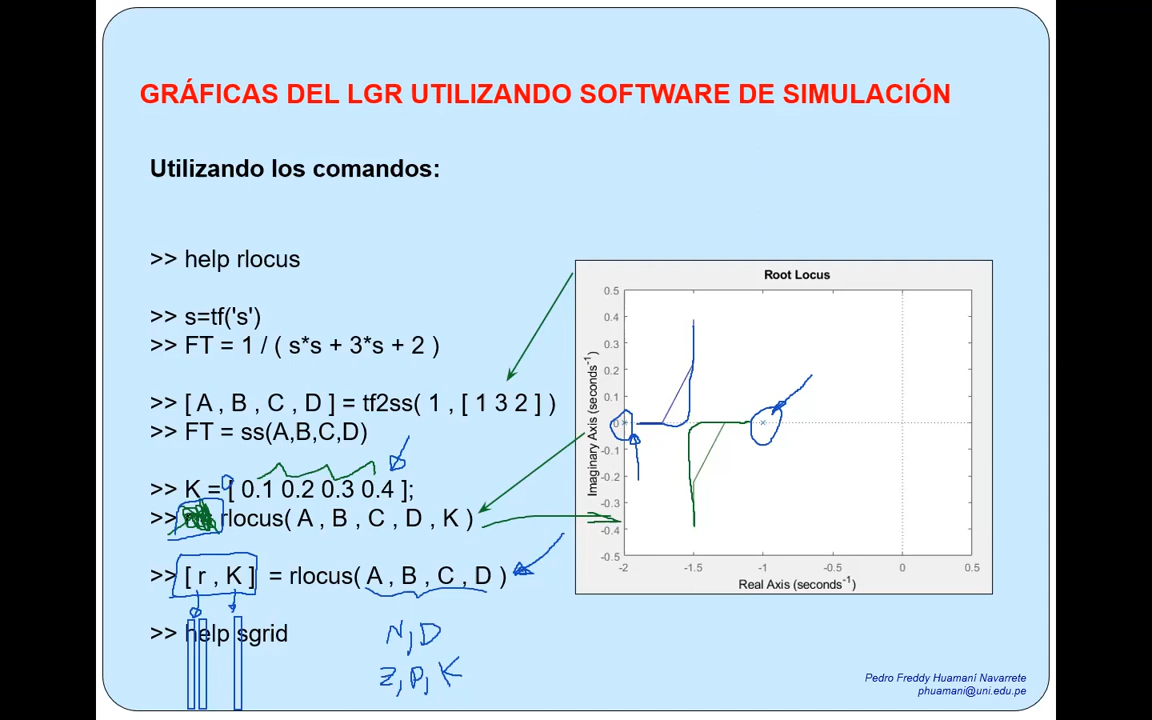 GRÁFICAS DEL LGR UTILIZANDO SOFTWARE DE SIMULACIÓN
Utilizando los comandos:
>> help rlocus
>> s=tf('s')
>> FT = 1 / ( s*s + 3*s + 2 )
>> [ A , B , C , D ] = tf2ss( 1 , [ 1 3 2 ] )
>> FT = ss(A,B,C,D)
>> K = [ 0.1 0.2 0.3 0.4 ];
>> rlocus( A , B , C , D , K )
>> [ r , K ] = rlocus( A , B , C , D )
>> help sgrid
N, D
Z, P, K
Root Locus
Imaginary Axis (seconds⁻¹)
0.5
0.4
0.3
0.2
0.1
0
-0.1
-0.2
-0.3
-0.4
-0.5
-2 -1.5 -1 -0.5 0 0.5
Real Axis (seconds⁻¹)
Pedro Freddy Huamaní Navarrete
phuamani@uni.edu.pe